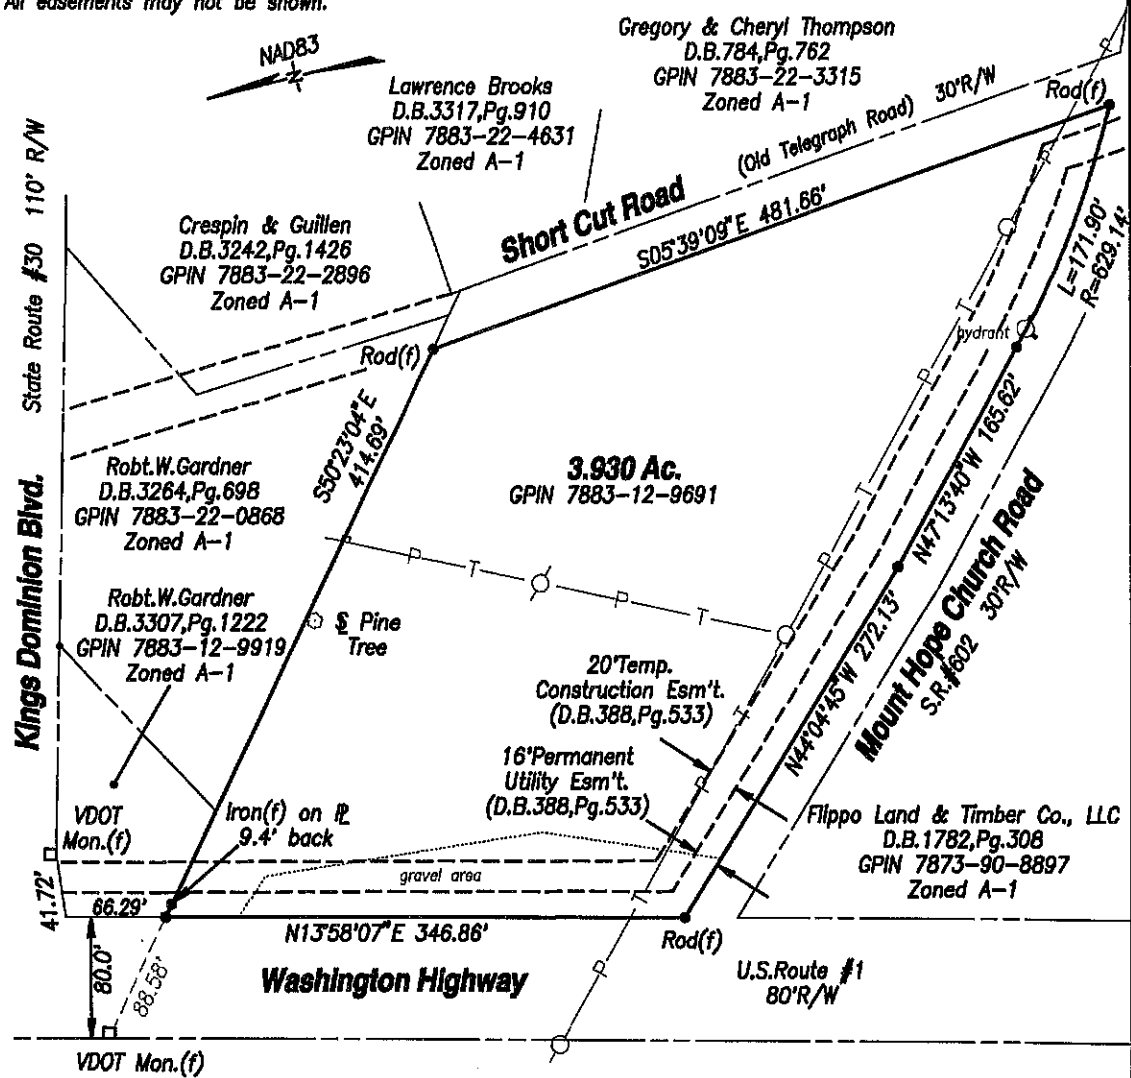 All easements may not be shown.
NAD83
Gregory & Cheryl Thompson
D.B.784,Pg.762
GPIN 7883-22-3315
Zoned A-1
Lawrence Brooks
D.B.3317,Pg.910
GPIN 7883-22-4631
Zoned A-1
30'R/W
Rod(f)
(Old Telegraph Road)
Short Cut Road
S05°39'09"E 481.66'
State Route #30 110' R/W
Kings Dominion Blvd.
Crespin & Guillen
D.B.3242,Pg.1426
GPIN 7883-22-2896
Zoned A-1
L=171.90'
R=629.14'
hydrant
Rod(f)
S50°23'04"E
414.69'
3.930 Ac.
GPIN 7883-12-9691
Robt.W.Gardner
D.B.3264,Pg.698
GPIN 7883-22-0868
Zoned A-1
N47°13'40"W 165.62'
Mount Hope Church Road
S.R.#602 30'R/W
P T P T
P T P T P T P
Robt.W.Gardner
D.B.3307,Pg.1222
GPIN 7883-12-9919
Zoned A-1
Pine
Tree
20'Temp.
Construction Esm't.
(D.B.388,Pg.533)
N44°04'45"W 272.13'
16'Permanent
Utility Esm't.
(D.B.388,Pg.533)
VDOT
Mon.(f)
Iron(f) on PL
9.4' back
Flippo Land & Timber Co., LLC
D.B.1782,Pg.308
GPIN 7873-90-8897
Zoned A-1
gravel area
41.72'
66.29'
N13°58'07"E 346.86'
Rod(f)
80.0'
88.58'
Washington Highway
U.S.Route #1
80'R/W
VDOT Mon.(f)